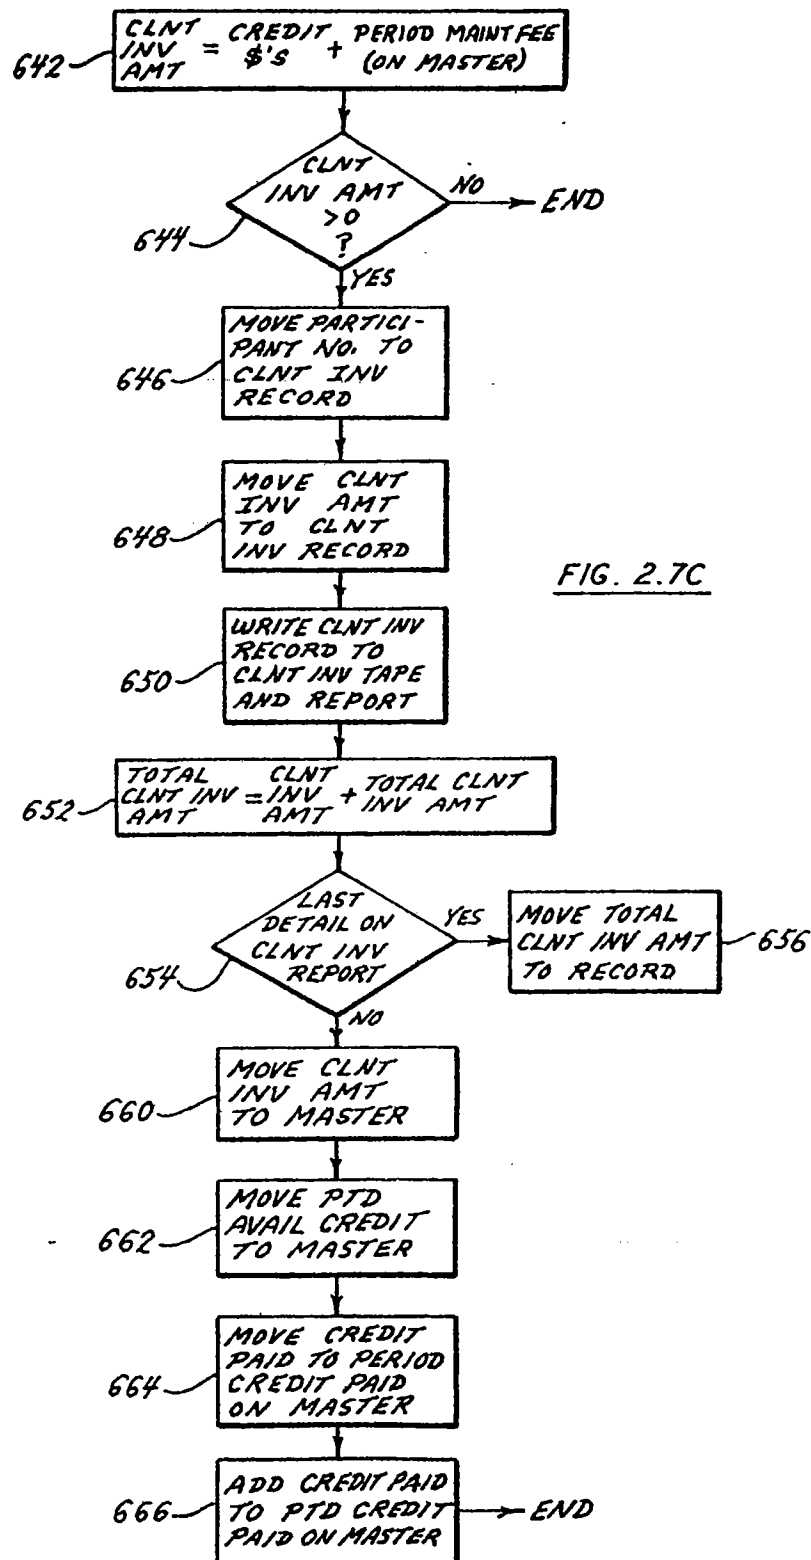 642
CLNT INV AMT = CREDIT $'S + PERIOD MAINT FEE (ON MASTER)
644
CLNT
INV AMT
>0
?
NO
END
YES
646
MOVE PARTICI-
PANT NO. TO
CLNT INV
RECORD
648
MOVE CLNT
INV AMT
TO CLNT
INV RECORD
FIG. 2.7C
650
WRITE CLNT INV
RECORD TO
CLNT INV TAPE
AND REPORT
652
TOTAL CLNT INV AMT = CLNT INV AMT + TOTAL CLNT INV AMT
654
LAST
DETAIL ON
CLNT INV
REPORT
YES
MOVE TOTAL
CLNT INV AMT
TO RECORD
656
NO
660
MOVE CLNT
INV AMT
TO MASTER
662
MOVE PTD
AVAIL CREDIT
TO MASTER
664
MOVE CREDIT
PAID TO PERIOD
CREDIT PAID
ON MASTER
666
ADD CREDIT PAID
TO PTD CREDIT
PAID ON MASTER
END